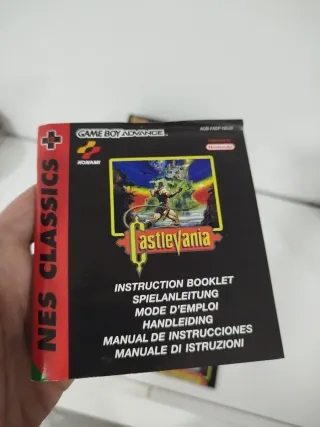 NES CLASSICS
GAME BOY ADVANCE
KONAMI
Nintendo
Castlevania
INSTRUCTION BOOKLET
SPIELANLEITUNG
MODE D'EMPLOI
HANDLEIDING
MANUAL DE INSTRUCCIONES
MANUALE DI ISTRUZIONI